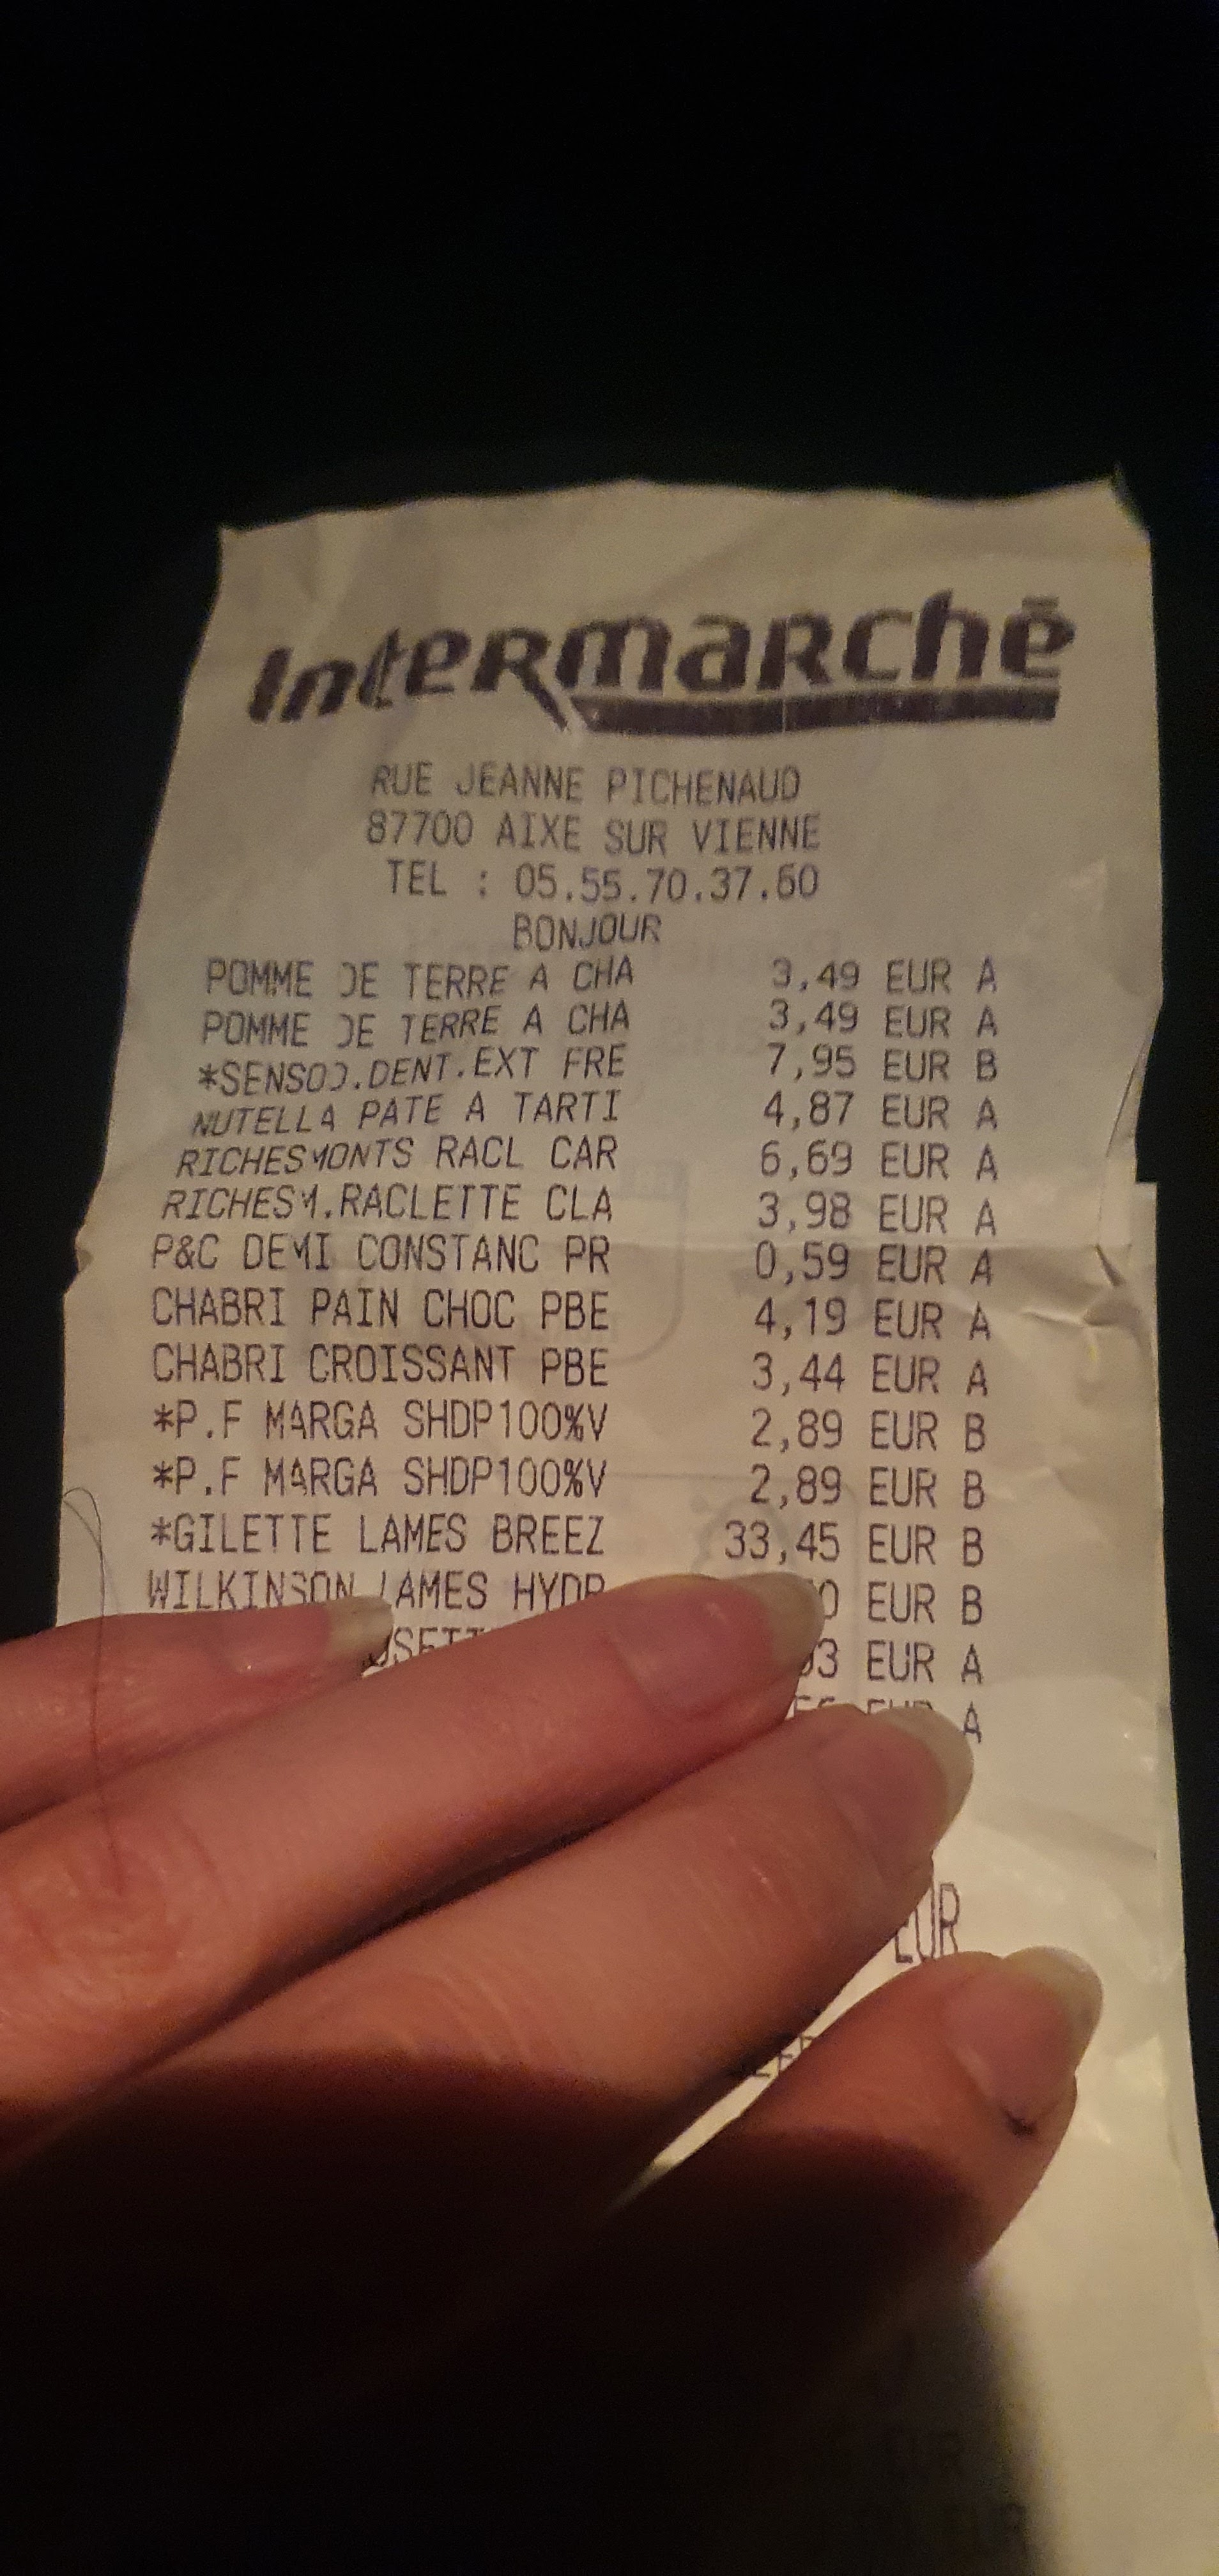 Intermarché
RUE JEANNE PICHENAUD
87700 AIXE SUR VIENNE
TEL : 05.55.70.37.60
BONJOUR
POMME DE TERRE A CHA 3,49 EUR A
POMME DE TERRE A CHA 3,49 EUR A
*SENSOD.DENT.EXT FRE 7,95 EUR B
NUTELLA PATE A TARTI 4,87 EUR A
RICHESMONTS RACL CAR 6,69 EUR A
RICHESM.RACLETTE CLA 3,98 EUR A
P&C DEMI CONSTANC PR 0,59 EUR A
CHABRI PAIN CHOC PBE 4,19 EUR A
CHABRI CROISSANT PBE 3,44 EUR A
*P.F MARGA SHDP100%V 2,89 EUR B
*P.F MARGA SHDP100%V 2,89 EUR B
*GILETTE LAMES BREEZ 33,45 EUR B
WILKINSON LAMES HYDR EUR B
EUR A
EUR A
EUR